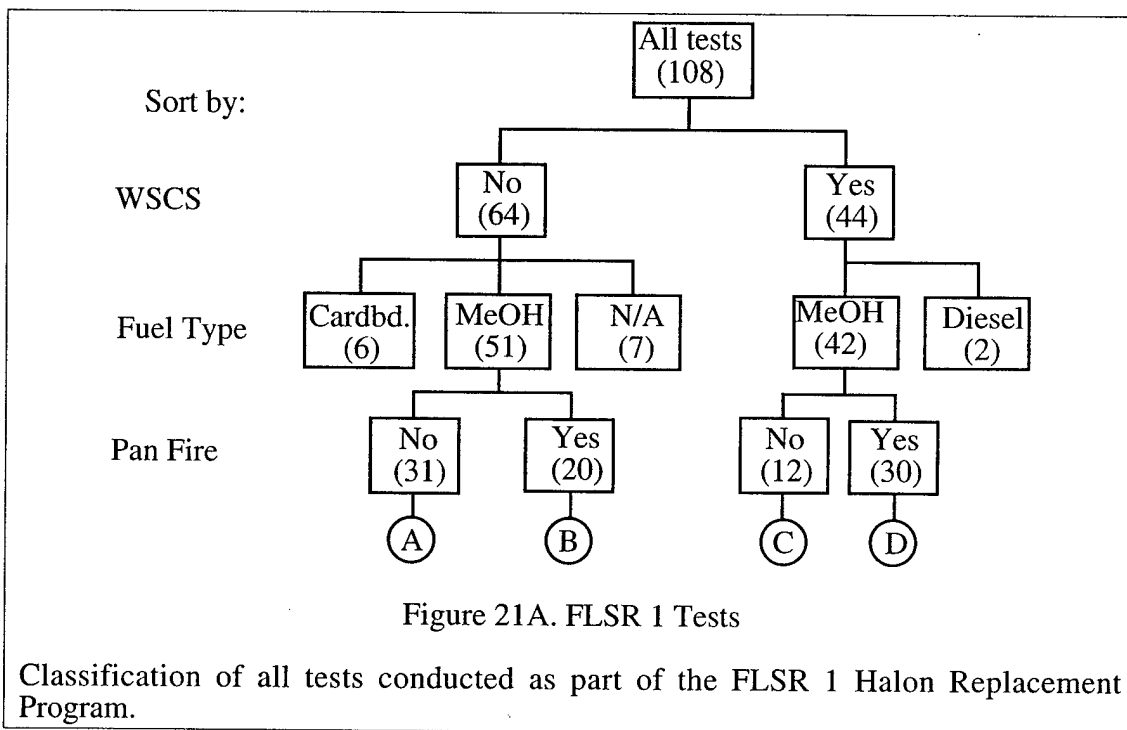 All tests
(108)
Sort by:
WSCS
No
(64)
Yes
(44)
Fuel Type
Cardbd.
(6)
MeOH
(51)
N/A
(7)
MeOH
(42)
Diesel
(2)
Pan Fire
No
(31)
Yes
(20)
No
(12)
Yes
(30)
A
B
C
D
Figure 21A. FLSR 1 Tests
Classification of all tests conducted as part of the FLSR 1 Halon Replacement
Program.